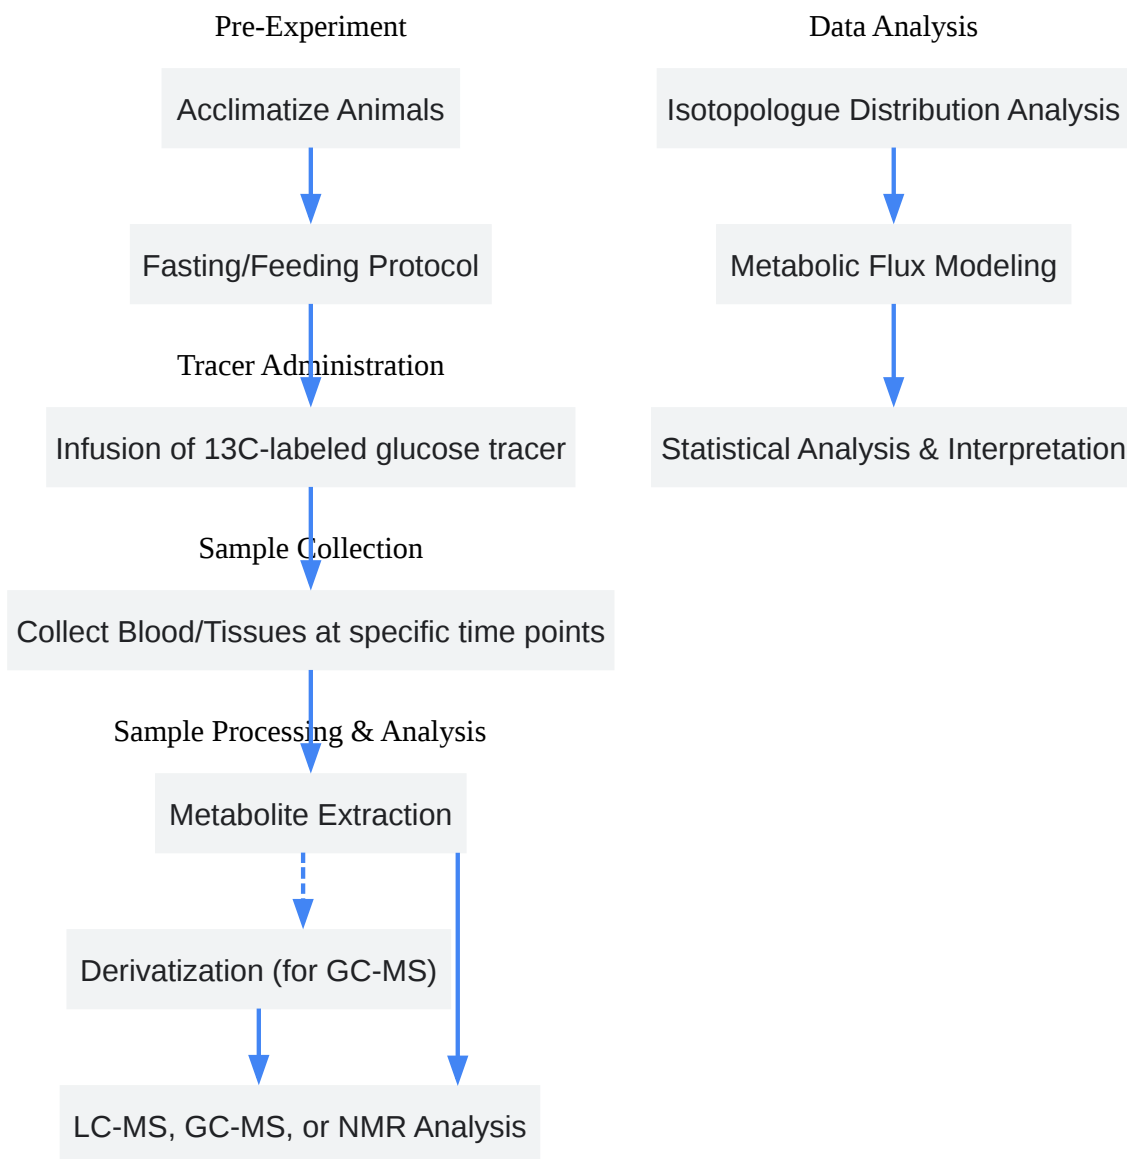 Pre-Experiment
Acclimatize Animals
Fasting/Feeding Protocol
Tracer Administration
Infusion of 13C-labeled glucose tracer
Sample Collection
Collect Blood/Tissues at specific time points
Sample Processing & Analysis
Metabolite Extraction
Derivatization (for GC-MS)
LC-MS, GC-MS, or NMR Analysis
Data Analysis
Isotopologue Distribution Analysis
Metabolic Flux Modeling
Statistical Analysis & Interpretation